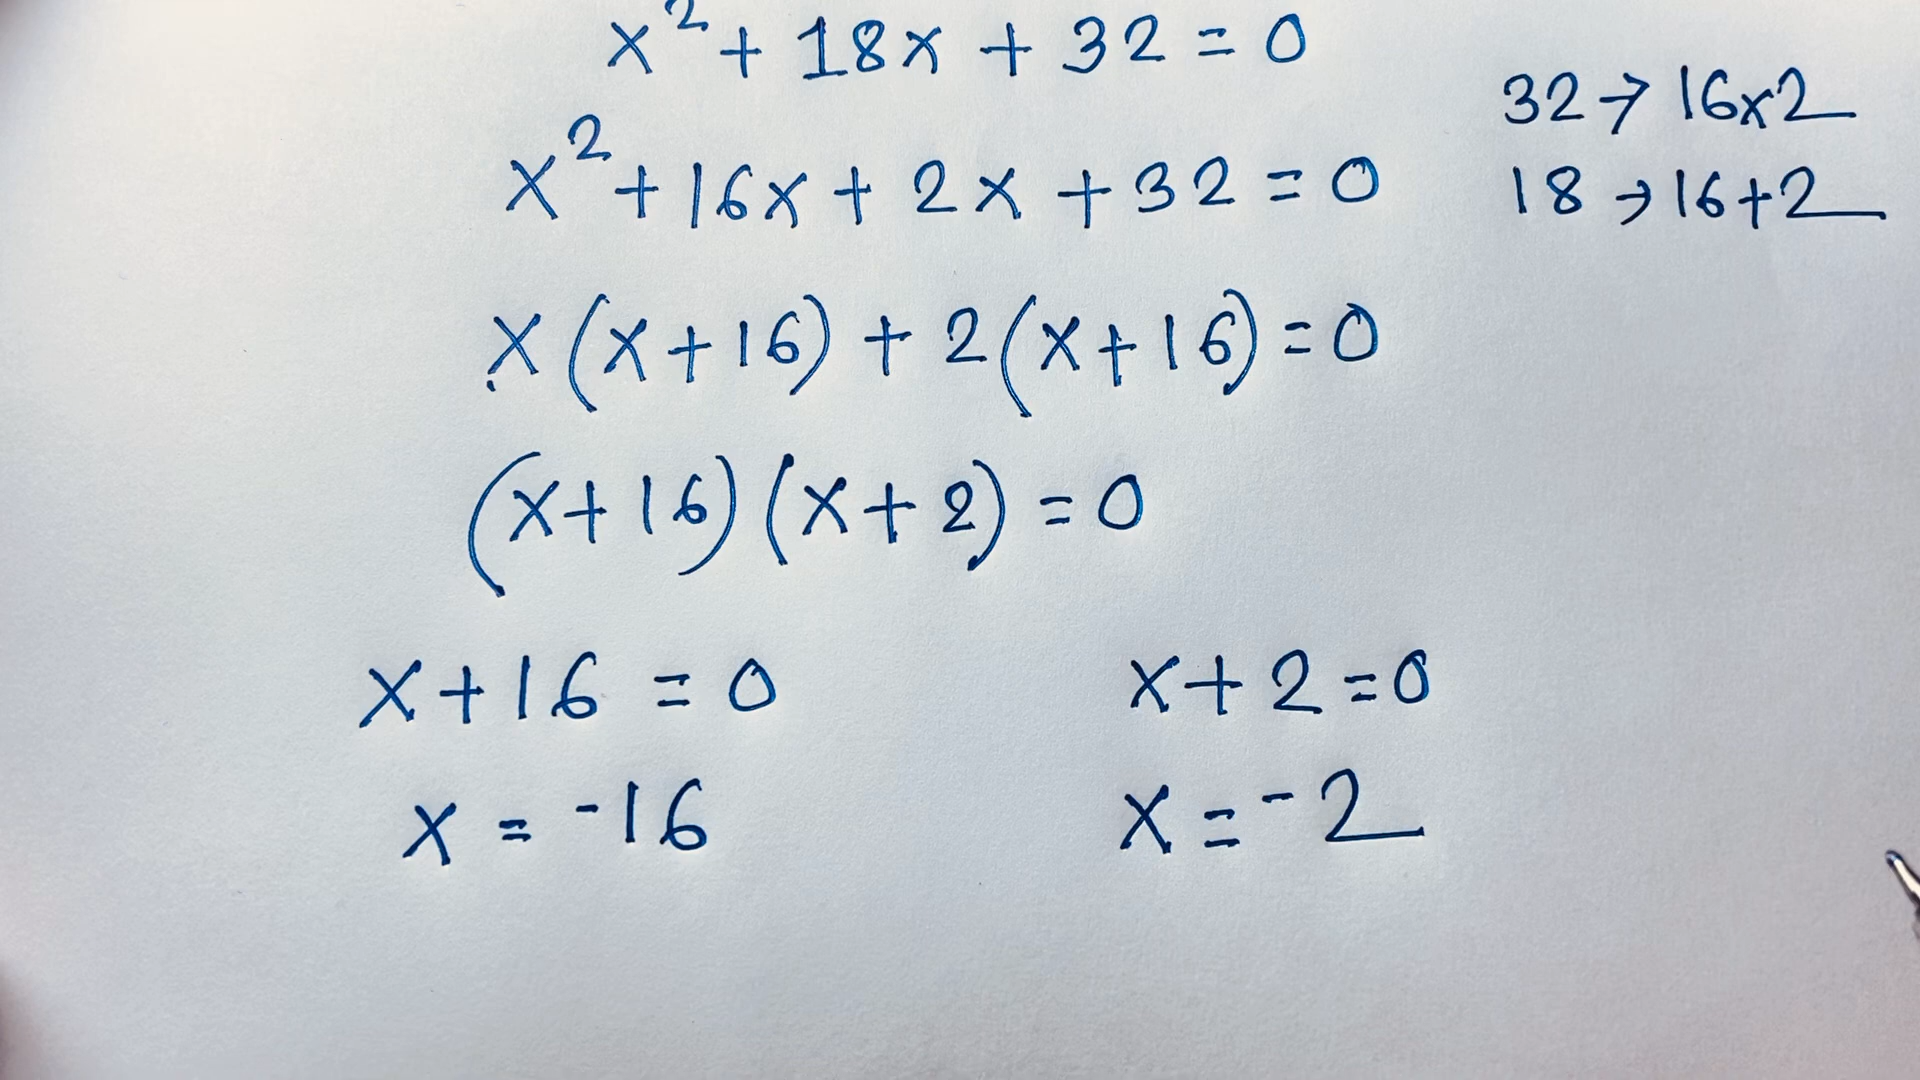 x² + 18x + 32 = 0
32 → 16x2
x² + 16x + 2x + 32 = 0
18 → 16+2
x(x+16) + 2(x+16) = 0
(x+16)(x+2) = 0
x+16 = 0
x+2 = 0
x = -16
x = -2